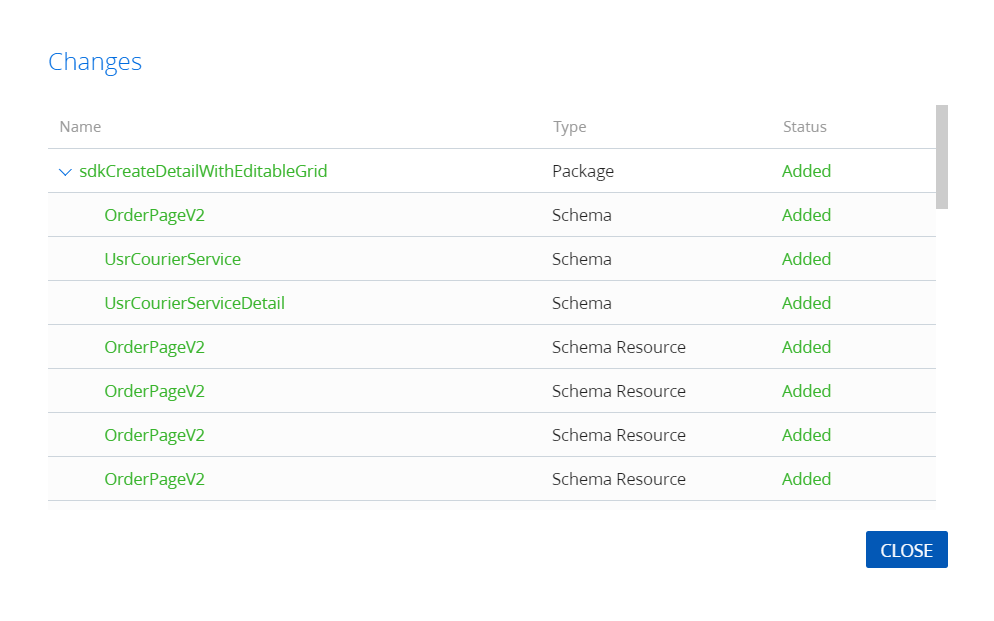 Changes
Name Type Status
sdkCreateDetailWithEditableGrid Package Added
OrderPageV2 Schema Added
UsrCourierService Schema Added
UsrCourierServiceDetail Schema Added
OrderPageV2 Schema Resource Added
OrderPageV2 Schema Resource Added
OrderPageV2 Schema Resource Added
OrderPageV2 Schema Resource Added
CLOSE